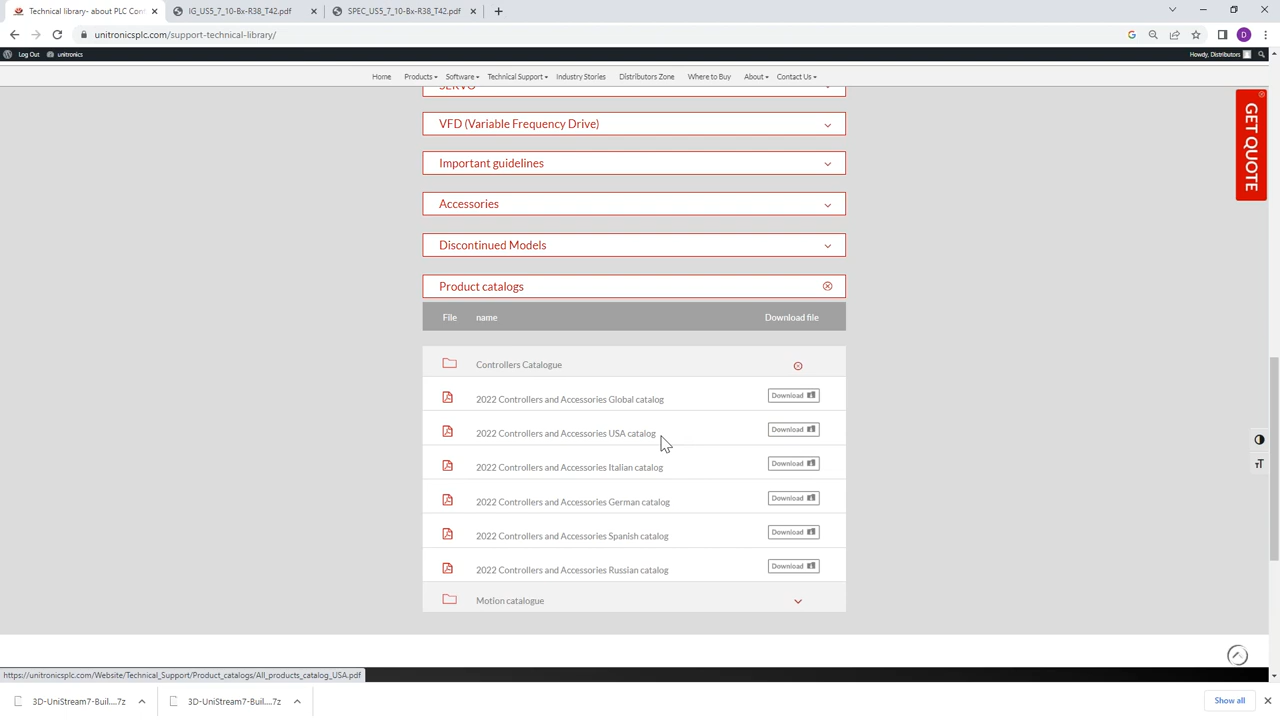 Technical library- about PLC Con
IG_US5_7_10-Bx-R38_T42.pdf
SPEC_US5_7_10-Bx-R38_T42.pdf
unitronicsplc.com/support-technical-library/
D
Log Out
unitronics
Howdy, Distributors
Home
Products
Software
Technical Support
Industry Stories
Distributors Zone
Where to Buy
About
Contact Us
SERVO
GET QUOTE
VFD (Variable Frequency Drive)
Important guidelines
Accessories
Discontinued Models
Product catalogs
File name Download file
Controllers Catalogue
2022 Controllers and Accessories Global catalog Download
2022 Controllers and Accessories USA catalog Download
2022 Controllers and Accessories Italian catalog Download
2022 Controllers and Accessories German catalog Download
2022 Controllers and Accessories Spanish catalog Download
2022 Controllers and Accessories Russian catalog Download
Motion catalogue
https://unitronicsplc.com/Website/Technical_Support/Product_catalogs/All_products_catalog_USA.pdf
3D-UniStream7-Buil....7z
3D-UniStream7-Buil....7z
Show all